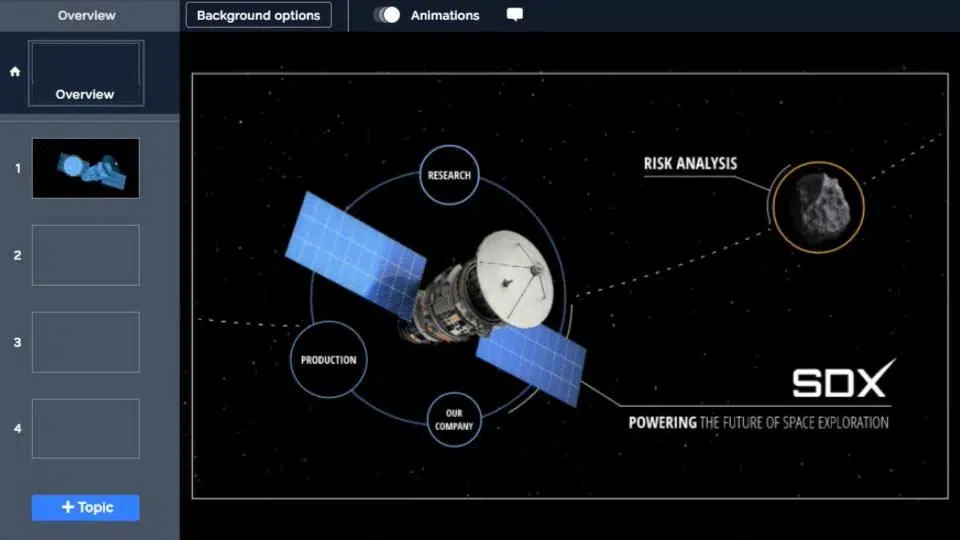 Overview
Background options
Animations
Overview
1
2
3
4
+ Topic
RESEARCH
RISK ANALYSIS
PRODUCTION
OUR
COMPANY
SDX
POWERING THE FUTURE OF SPACE EXPLORATION